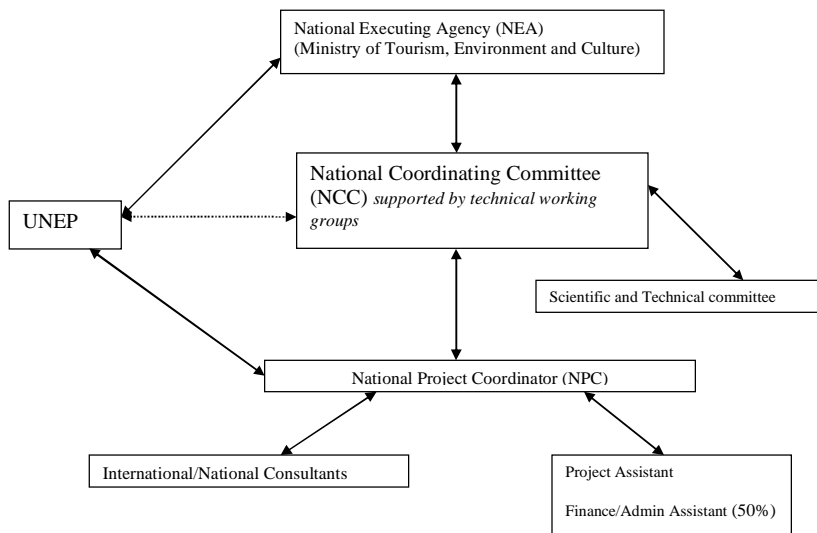 National Executing Agency (NEA)
(Ministry of Tourism, Environment and Culture)
National Coordinating Committee
(NCC) supported by technical working
groups
UNEP
Scientific and Technical committee
National Project Coordinator (NPC)
International/National Consultants
Project Assistant
Finance/Admin Assistant (50%)